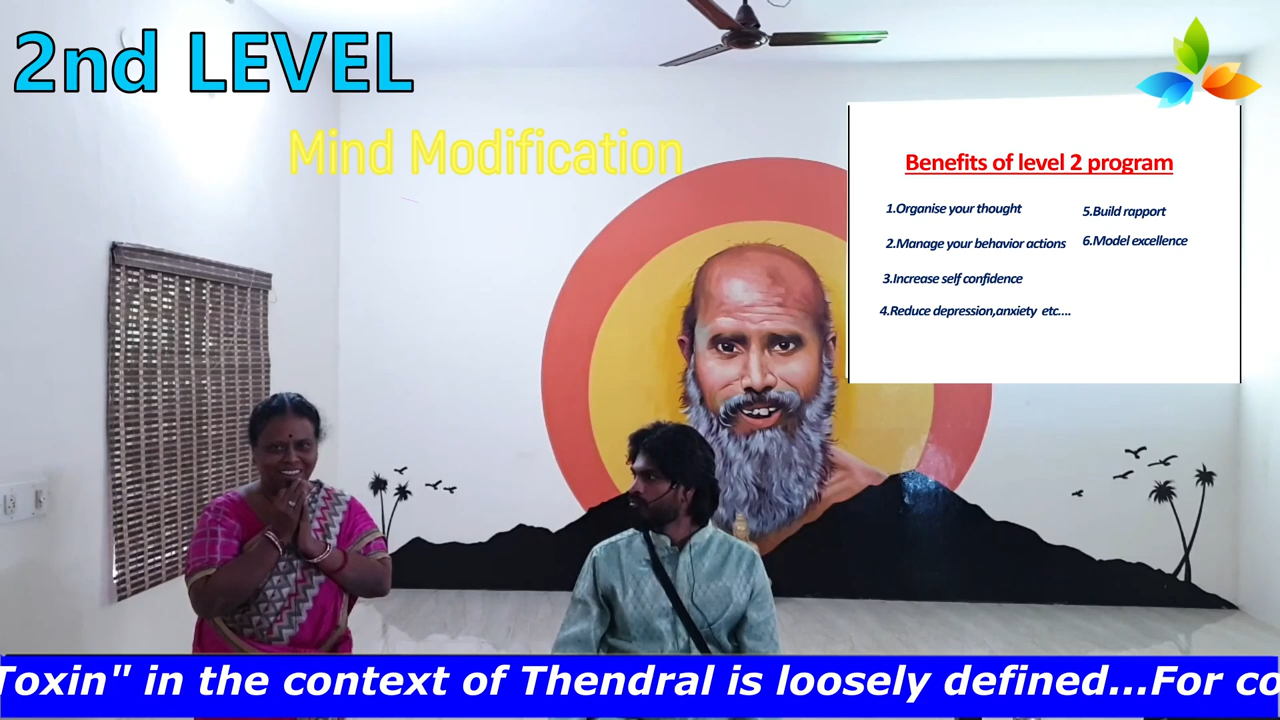 2nd LEVEL
Mind Modification
Benefits of level 2 program
1.Organise your thought
2.Manage your behavior actions
3.Increase self confidence
4.Reduce depression,anxiety etc....
5.Build rapport
6.Model excellence
Toxin" in the context of Thendral is loosely defined...For co